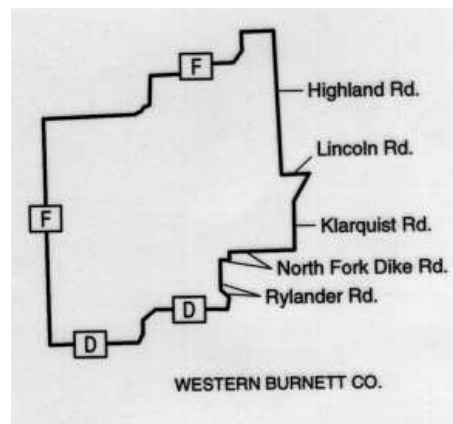 F
Highland Rd.
Lincoln Rd.
F
Klarquist Rd.
North Fork Dike Rd.
Rylander Rd.
D
D
WESTERN BURNETT CO.